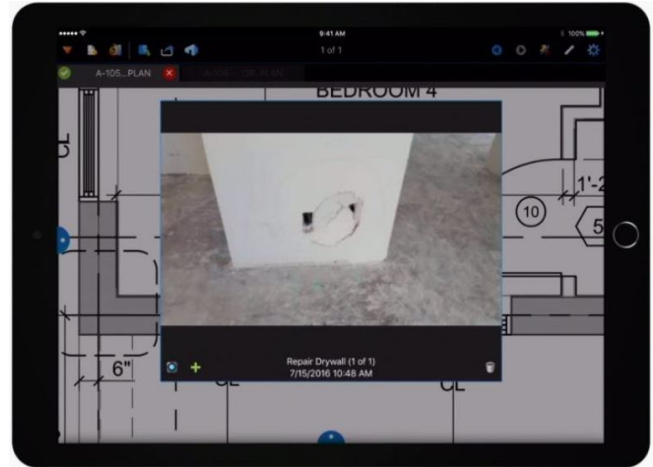 9:41 AM
100%
1 of 1
A-105...PLAN
BEDROOM 4
CL
1'-2
10
5
6"
Repair Drywall (1 of 1)
7/15/2016 10:48 AM
CL
CL